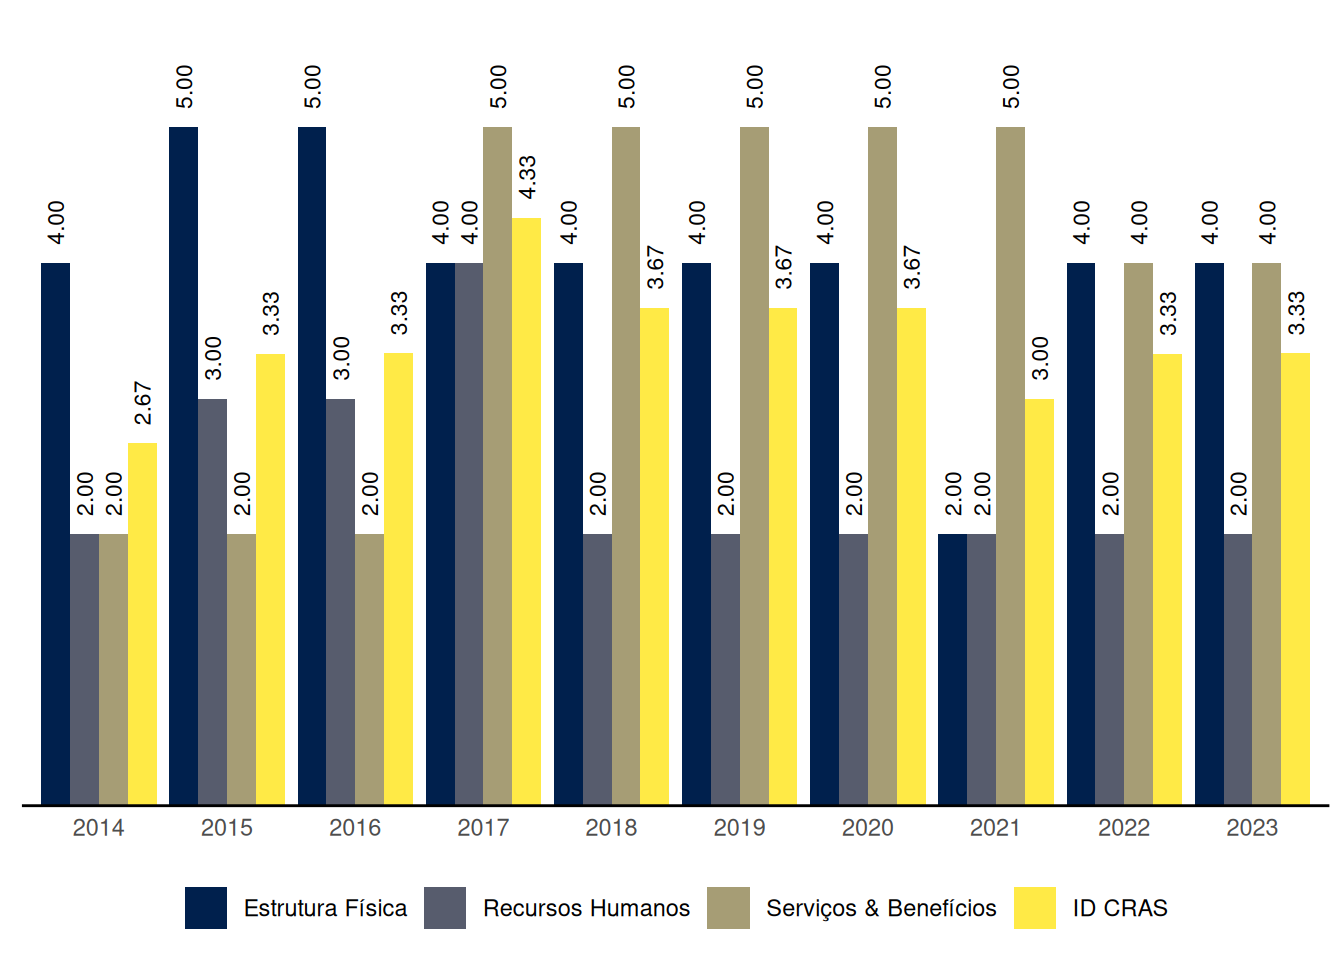 5.00 5.00 5.00 5.00 5.00 5.00 5.00
4.33
4.00 4.00 4.00 4.00 4.00 4.00 4.00 4.00 4.00 4.00
3.67 3.67 3.67
3.33 3.33 3.33 3.33
3.00 3.00 3.00
2.67
2.00 2.00 2.00 2.00 2.00 2.00 2.00 2.00 2.00 2.00 2.00
2014 2015 2016 2017 2018 2019 2020 2021 2022 2023
Estrutura Física Recursos Humanos Serviços & Benefícios ID CRAS